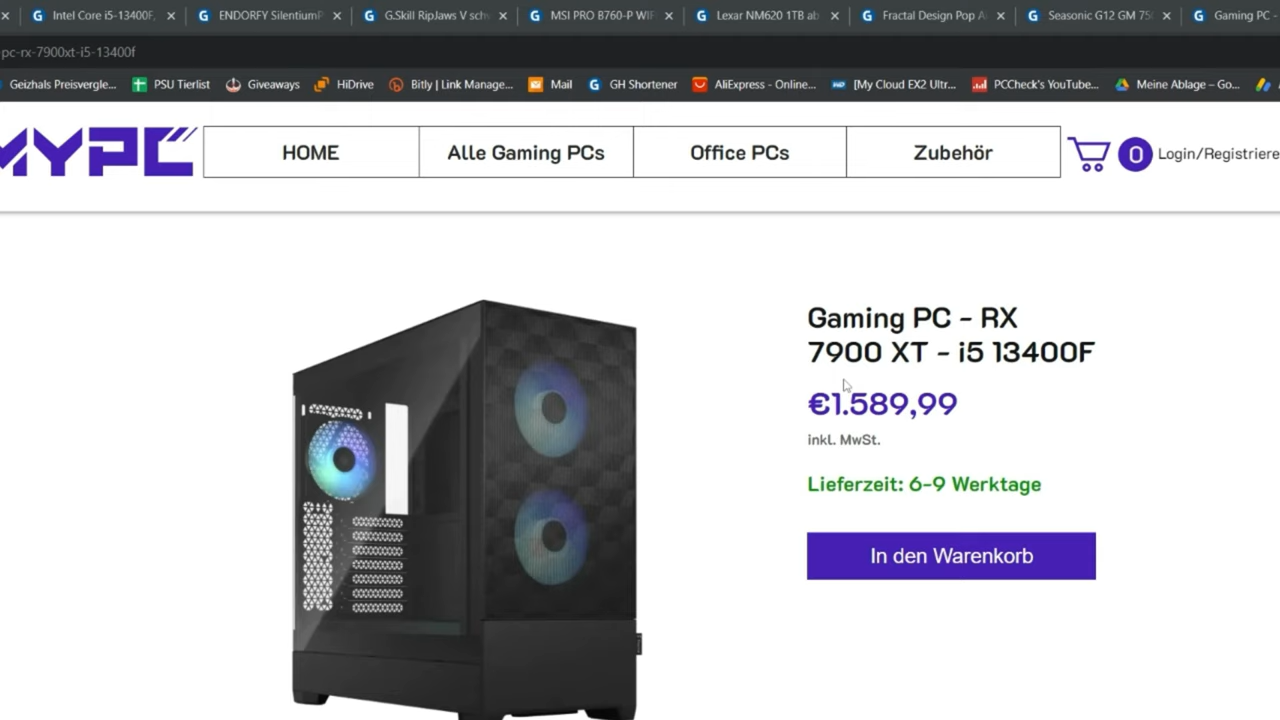 Intel Core i5-13400F,
ENDORFY Silentium
G.Skill RipJaws V sch
MSI PRO B760-P WIF
Lexar NM620 1TB ab
Fractal Design Pop A
Seasonic G12 GM 750
Gaming PC -
pc-rx-7900xt-i5-13400f
Geizhals Preisvergle...
PSU Tierlist
Giveaways
HiDrive
Bitly | Link Manage...
Mail
GH Shortener
AliExpress - Online...
[My Cloud EX2 Ultr...
PCCheck's YouTube...
Meine Ablage – Go...
MYPC
HOME
Alle Gaming PCs
Office PCs
Zubehör
0
Login/Registriere
Gaming PC - RX
7900 XT - i5 13400F
€1.589,99
inkl. MwSt.
Lieferzeit: 6-9 Werktage
In den Warenkorb